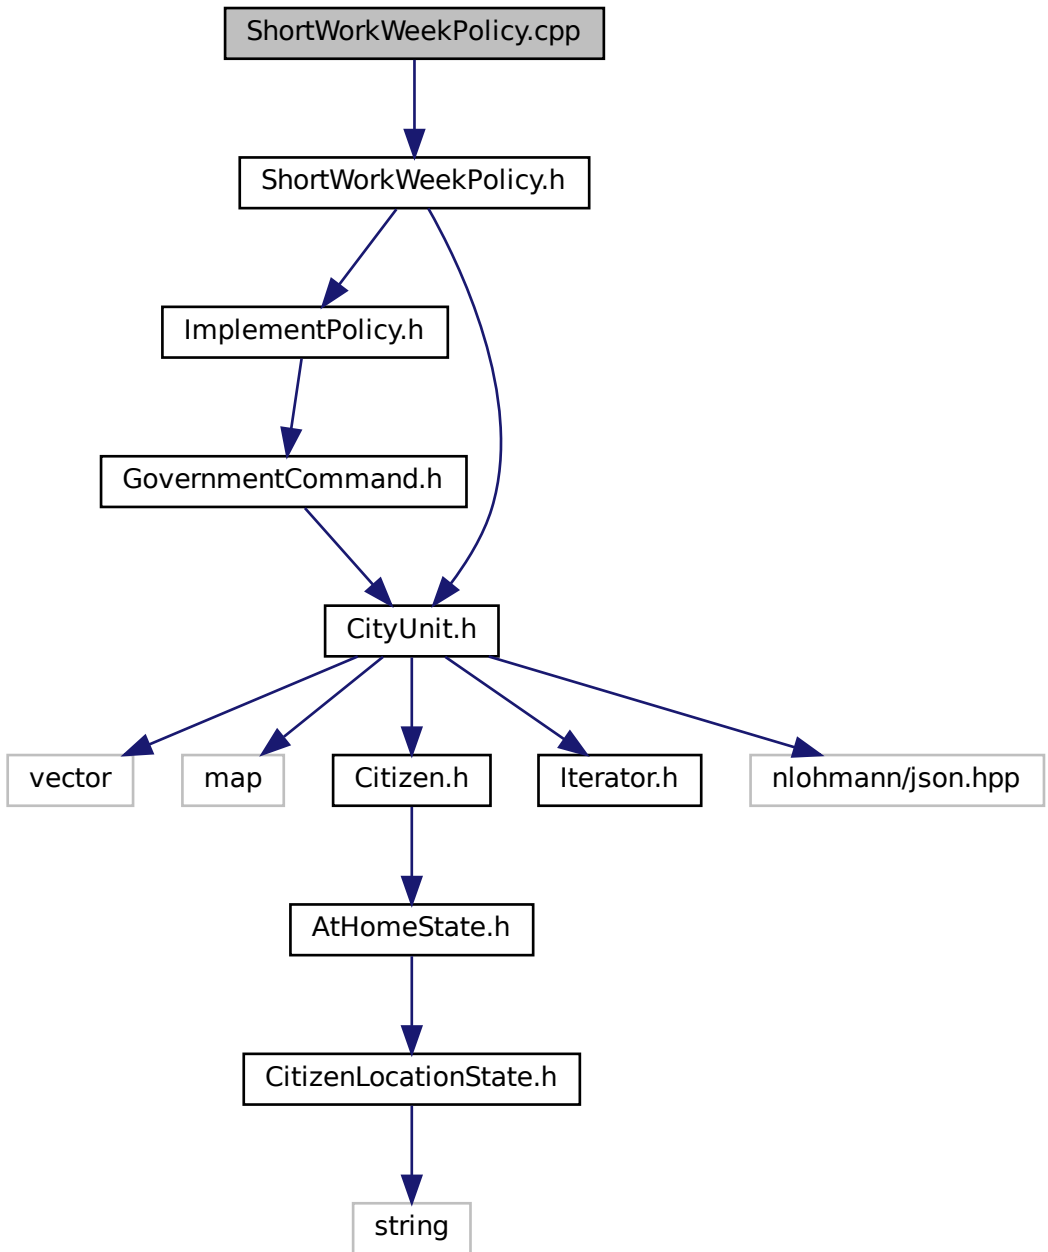 ShortWorkWeekPolicy.cpp
ShortWorkWeekPolicy.h
ImplementPolicy.h
GovernmentCommand.h
CityUnit.h
vector
map
Citizen.h
Iterator.h
nlohmann/json.hpp
AtHomeState.h
CitizenLocationState.h
string